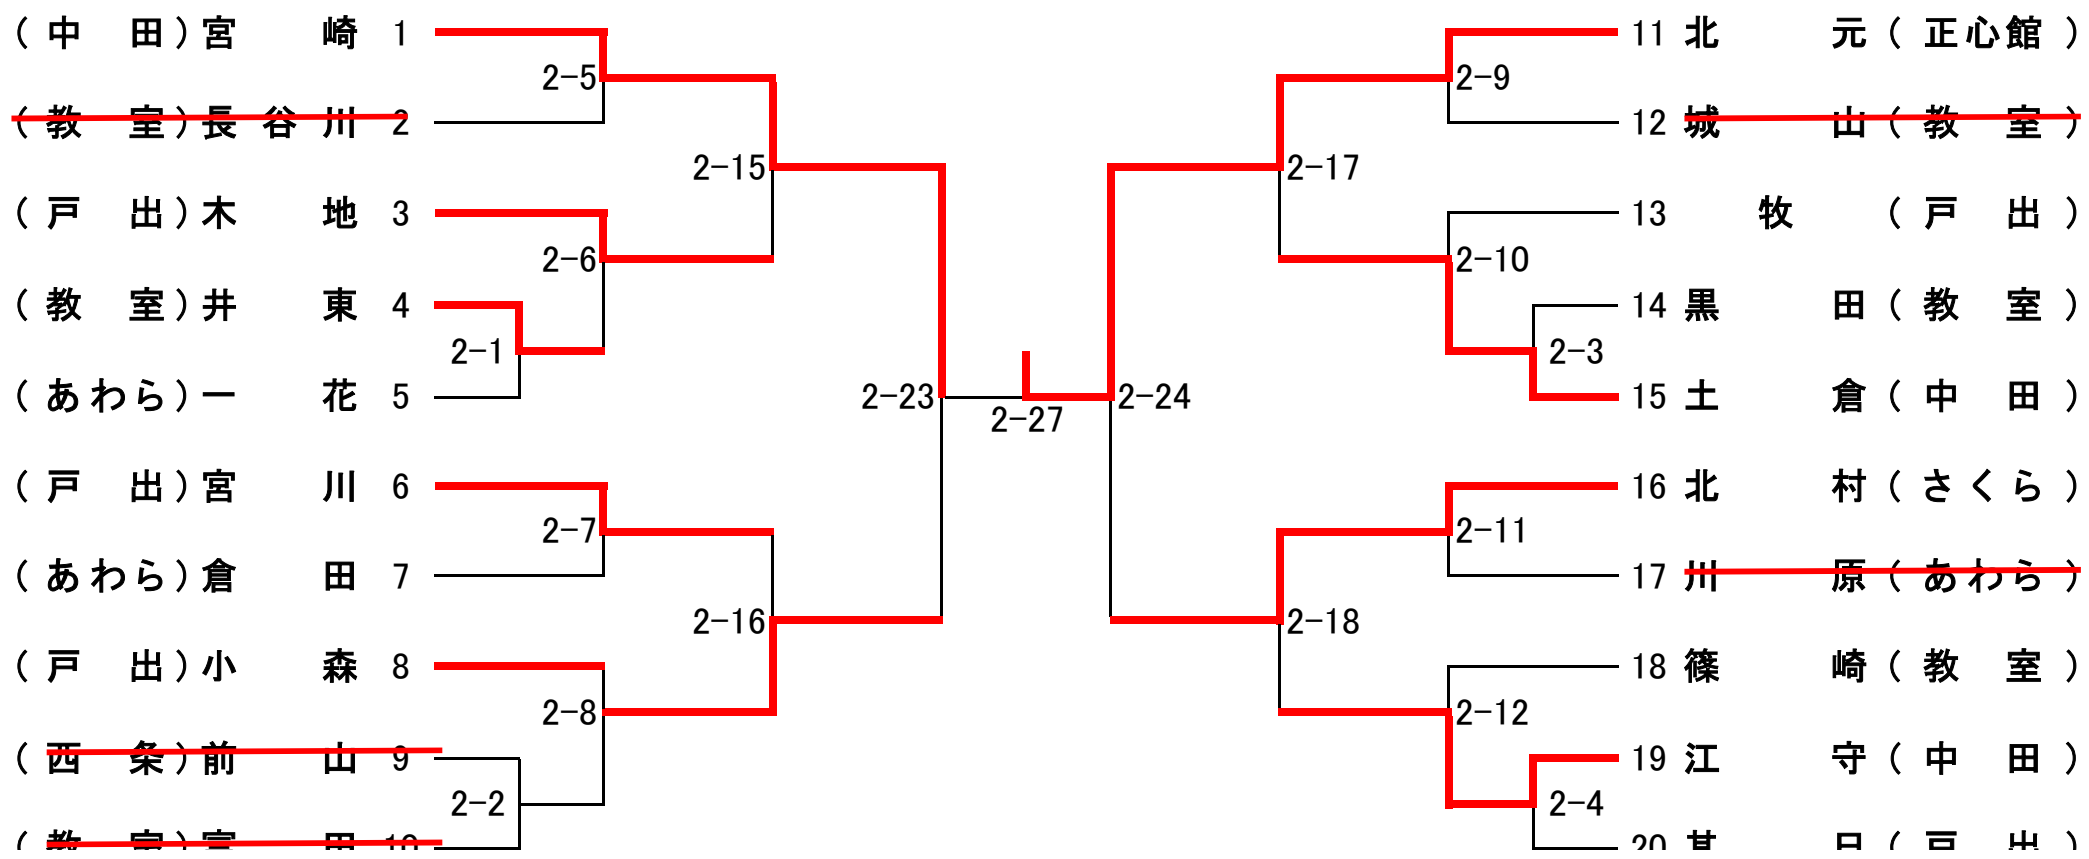 (中田)宮崎 1
2-5
(教室)長谷川 2
2-15
(戸出)木地 3
2-6
(教室)井東 4
2-1
(あわら)一花 5
2-23
(戸出)宮川 6
2-7
(あわら)倉田 7
2-16
(戸出)小森 8
2-8
(西条)前山 9
2-2
2-27
11 北元(正心館)
2-9
12 城山(教室)
2-17
13 牧(戸出)
2-10
14 黒田(教室)
2-3
15 土倉(中田)
2-24
16 北村(さくら)
2-11
17 川原(あわら)
2-18
18 篠崎(教室)
2-12
19 江守(中田)
2-4